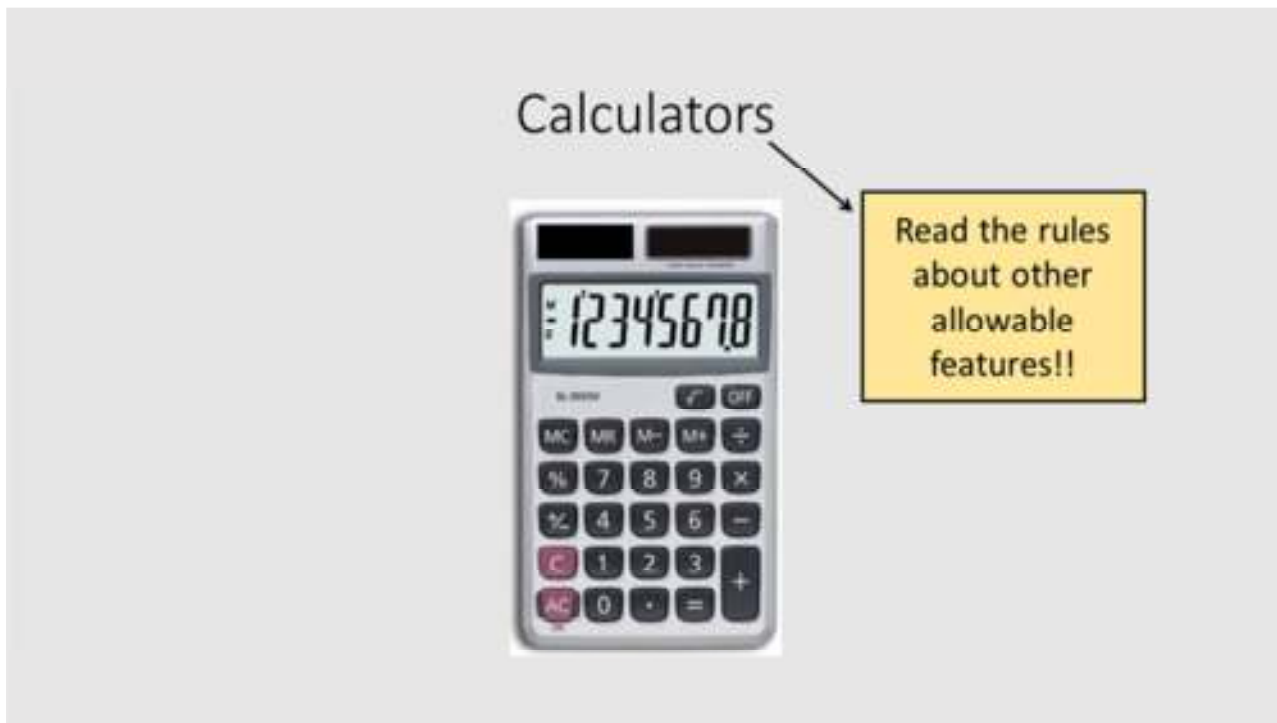 Calculators
Read the rules
about other
allowable
features!!
12345678
√ OFF
MC MR M− M+ ÷
% 7 8 9 ×
+/− 4 5 6 −
C 1 2 3
+
AC 0 · =